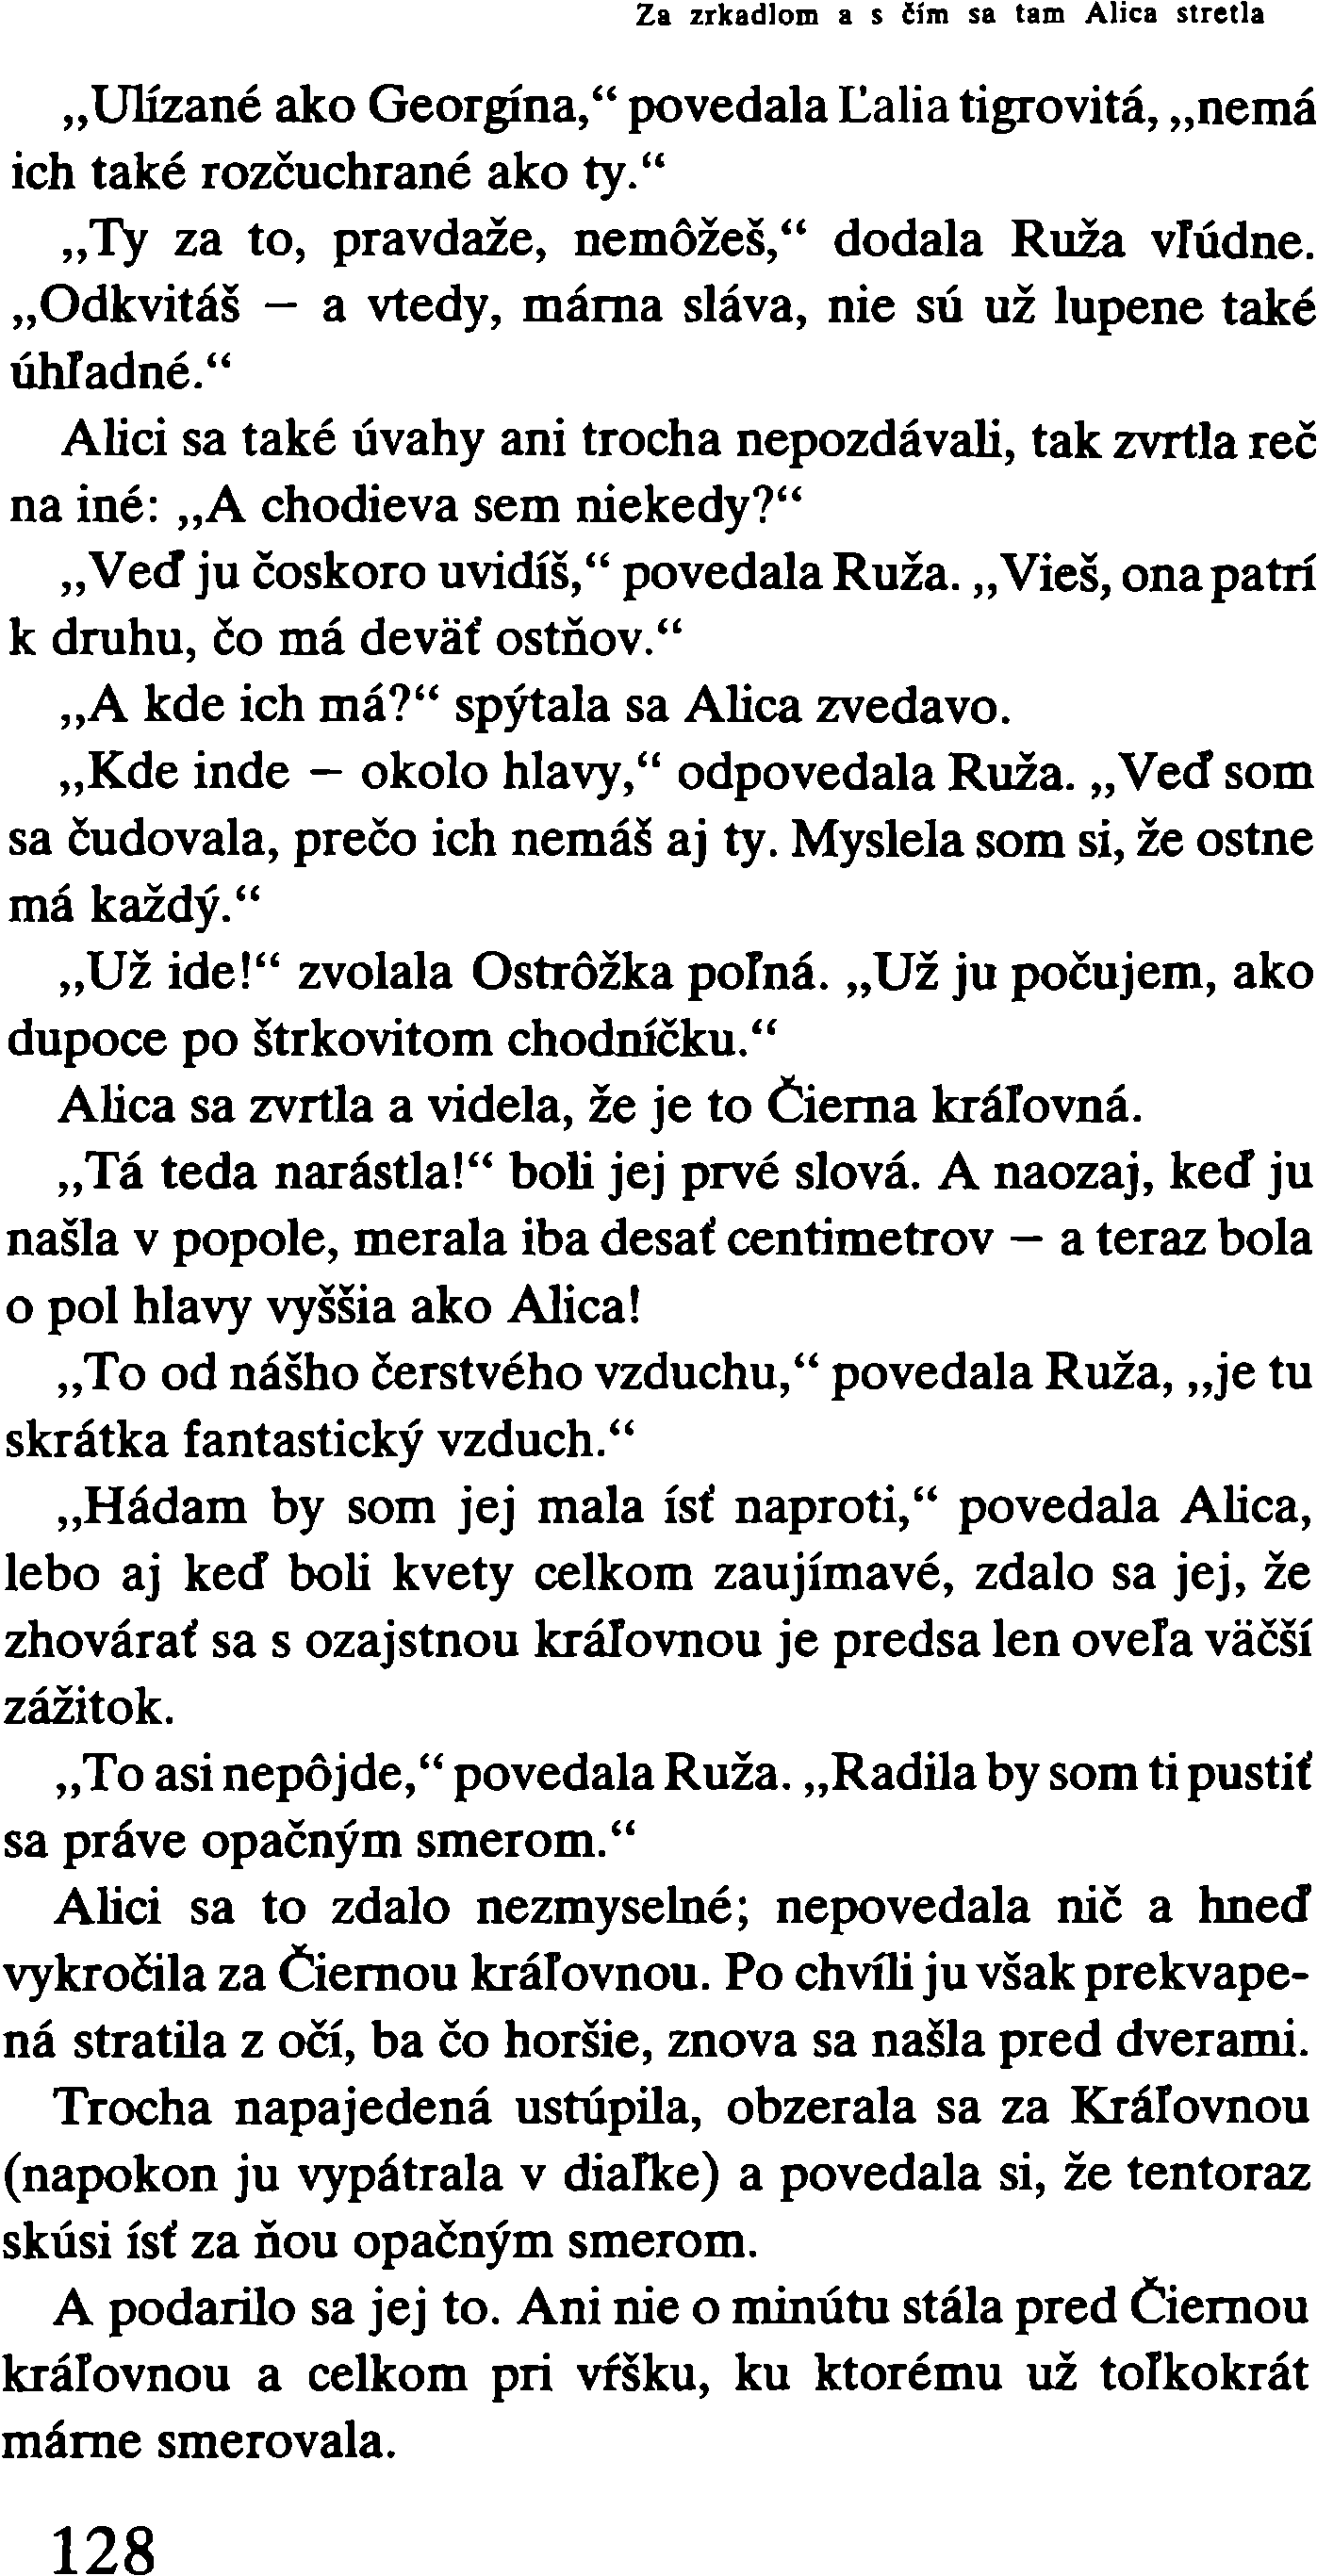 Za zrkadlom a s čím sa tam Alica stretla
„Ulízané ako Georgína,“ povedala Ľalia tigrovitá, „nemá
ich také rozčuchrané ako ty.“
„Ty za to, pravdaže, nemôžeš,“ dodala Ruža vľúdne.
„Odkvitáš – a vtedy, márna sláva, nie sú už lupene také
úhľadné.“
Alici sa také úvahy ani trocha nepozdávali, tak zvrtla reč
na iné: „A chodieva sem niekedy?“
„Veď ju čoskoro uvidíš,“ povedala Ruža. „Vieš, ona patrí
k druhu, čo má deväť ostňov.“
„A kde ich má?“ spýtala sa Alica zvedavo.
„Kde inde – okolo hlavy,“ odpovedala Ruža. „Veď som
sa čudovala, prečo ich nemáš aj ty. Myslela som si, že ostne
má každý.“
„Už ide!“ zvolala Ostrôžka poľná. „Už ju počujem, ako
dupoce po štrkovitom chodníčku.“
Alica sa zvrtla a videla, že je to Čierna kráľovná.
„Tá teda narástla!“ boli jej prvé slová. A naozaj, keď ju
našla v popole, merala iba desať centimetrov – a teraz bola
o pol hlavy vyššia ako Alica!
„To od nášho čerstvého vzduchu,“ povedala Ruža, „je tu
skrátka fantastický vzduch.“
„Hádam by som jej mala ísť naproti,“ povedala Alica,
lebo aj keď boli kvety celkom zaujímavé, zdalo sa jej, že
zhovárať sa s ozajstnou kráľovnou je predsa len oveľa väčší
zážitok.
„To asi nepôjde,“ povedala Ruža. „Radila by som ti pustiť
sa práve opačným smerom.“
Alici sa to zdalo nezmyselné; nepovedala nič a hneď
vykročila za Čiernou kráľovnou. Po chvíli ju však prekvape-
ná stratila z očí, ba čo horšie, znova sa našla pred dverami.
Trocha napajedená ustúpila, obzerala sa za Kráľovnou
(napokon ju vypátrala v diaľke) a povedala si, že tentoraz
skúsi ísť za ňou opačným smerom.
A podarilo sa jej to. Ani nie o minútu stála pred Čiernou
kráľovnou a celkom pri vŕšku, ku ktorému už toľkokrát
márne smerovala.
128